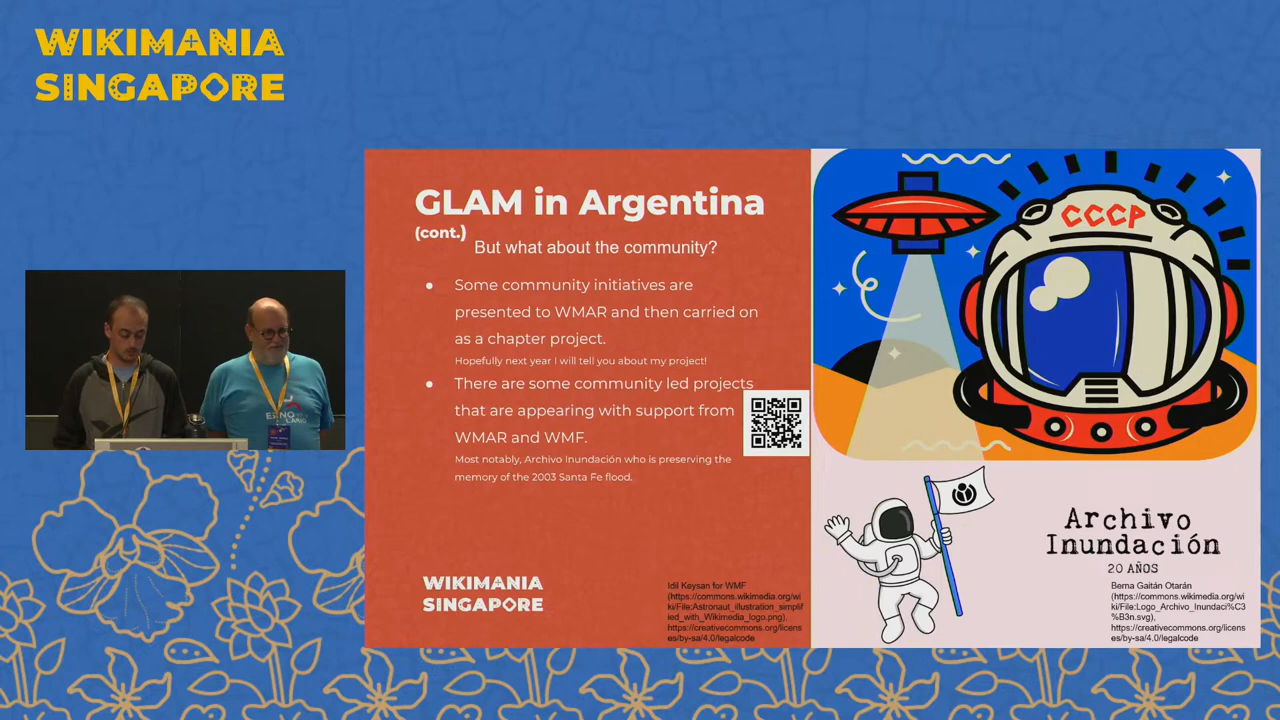 WIKIMANIA
SINGAPORE
GLAM in Argentina
(cont.)
But what about the community?
● Some community initiatives are
presented to WMAR and then carried on
as a chapter project.
Hopefully next year I will tell you about my project!
● There are some community led projects
that are appearing with support from
WMAR and WMF.
Most notably, Archivo Inundación who is preserving the
memory of the 2003 Santa Fe flood.
WIKIMANIA
SINGAPORE
Idil Keysan for WMF
(https://commons.wikimedia.org/wi
ki/File:Astronaut_illustration_simplif
ied_with_Wikimedia_logo.png),
https://creativecommons.org/licens
es/by-sa/4.0/legalcode
CCCP
Archivo
Inundación
20 AÑOS
Berna Gaitán Otarán
(https://commons.wikimedia.org/wi
ki/File:Logo_Archivo_Inundaci%C3
%B3n.svg),
https://creativecommons.org/licens
es/by-sa/4.0/legalcode